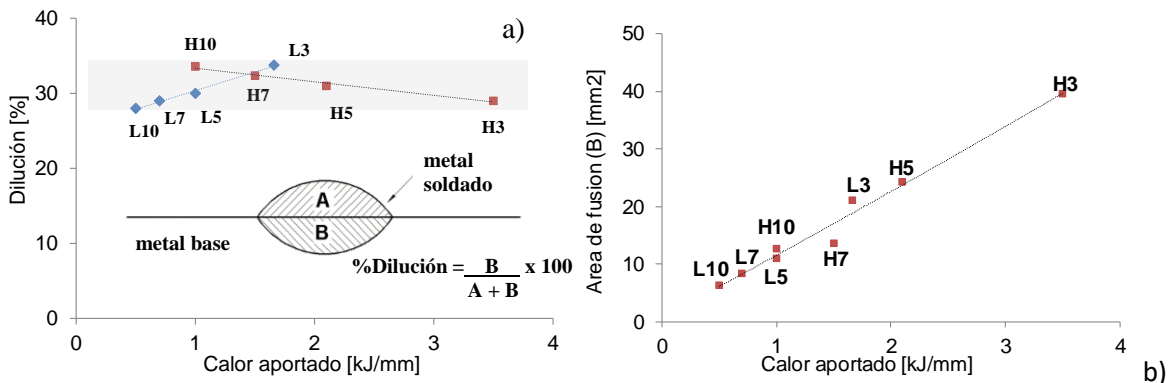 a)
Dilución [%]
40
30
20
10
0
H10
L3
H7
L10
L7
L5
H5
H3
metal
soldado
A
B
metal base
%Dilución = B x 100
A + B
0
1
2
3
4
Calor aportado [kJ/mm]
Area de fusion (B) [mm2]
50
40
30
20
10
0
H3
H5
L3
H10
L7
L10
L5
H7
0
1
2
3
4
Calor aportado [kJ/mm]
b)